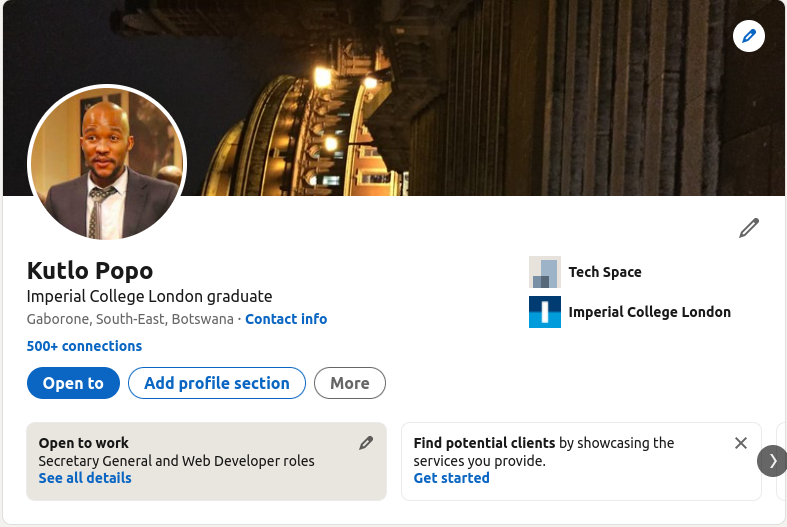 Kutlo Popo
Imperial College London graduate
Gaborone, South-East, Botswana · Contact info
500+ connections
Open to
Add profile section
More
Tech Space
Imperial College London
Open to work
Secretary General and Web Developer roles
See all details
Find potential clients by showcasing the
services you provide.
Get started